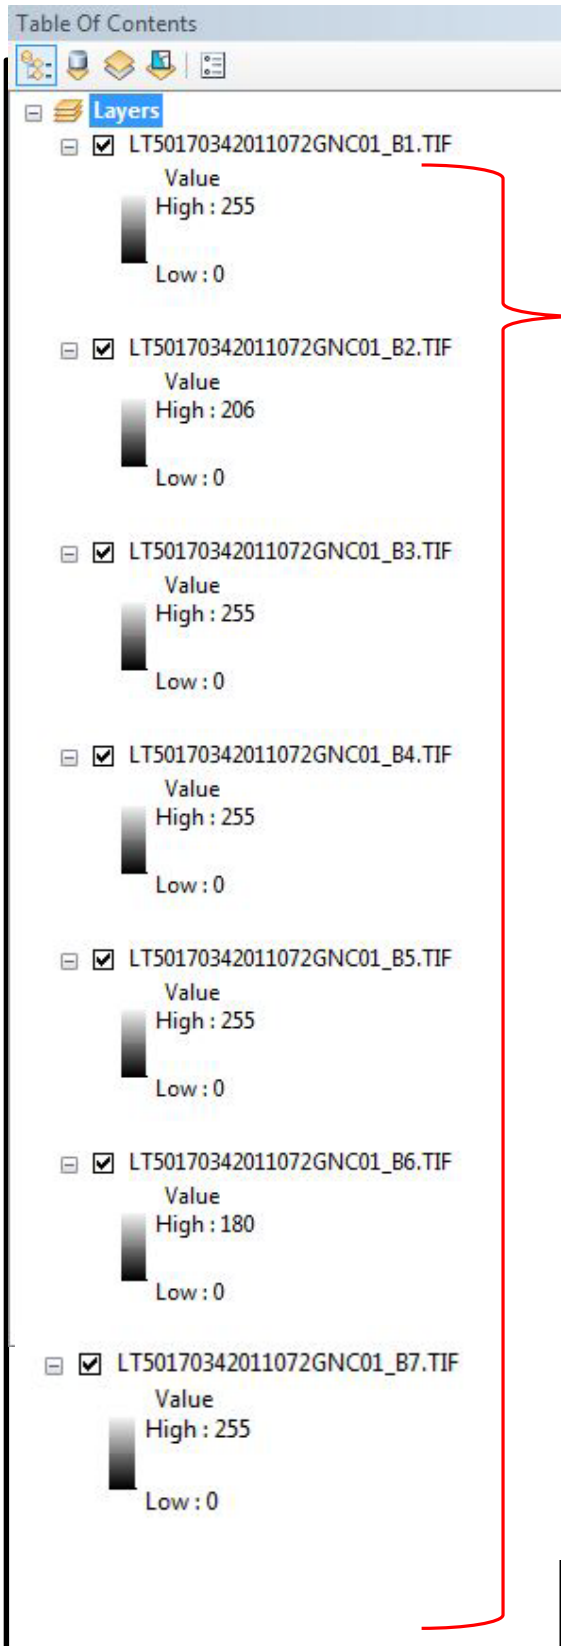 Table Of Contents
Layers
LT50170342011072GNC01_B1.TIF
Value
High : 255
Low : 0
LT50170342011072GNC01_B2.TIF
Value
High : 206
Low : 0
LT50170342011072GNC01_B3.TIF
Value
High : 255
Low : 0
LT50170342011072GNC01_B4.TIF
Value
High : 255
Low : 0
LT50170342011072GNC01_B5.TIF
Value
High : 255
Low : 0
LT50170342011072GNC01_B6.TIF
Value
High : 180
Low : 0
LT50170342011072GNC01_B7.TIF
Value
High : 255
Low : 0